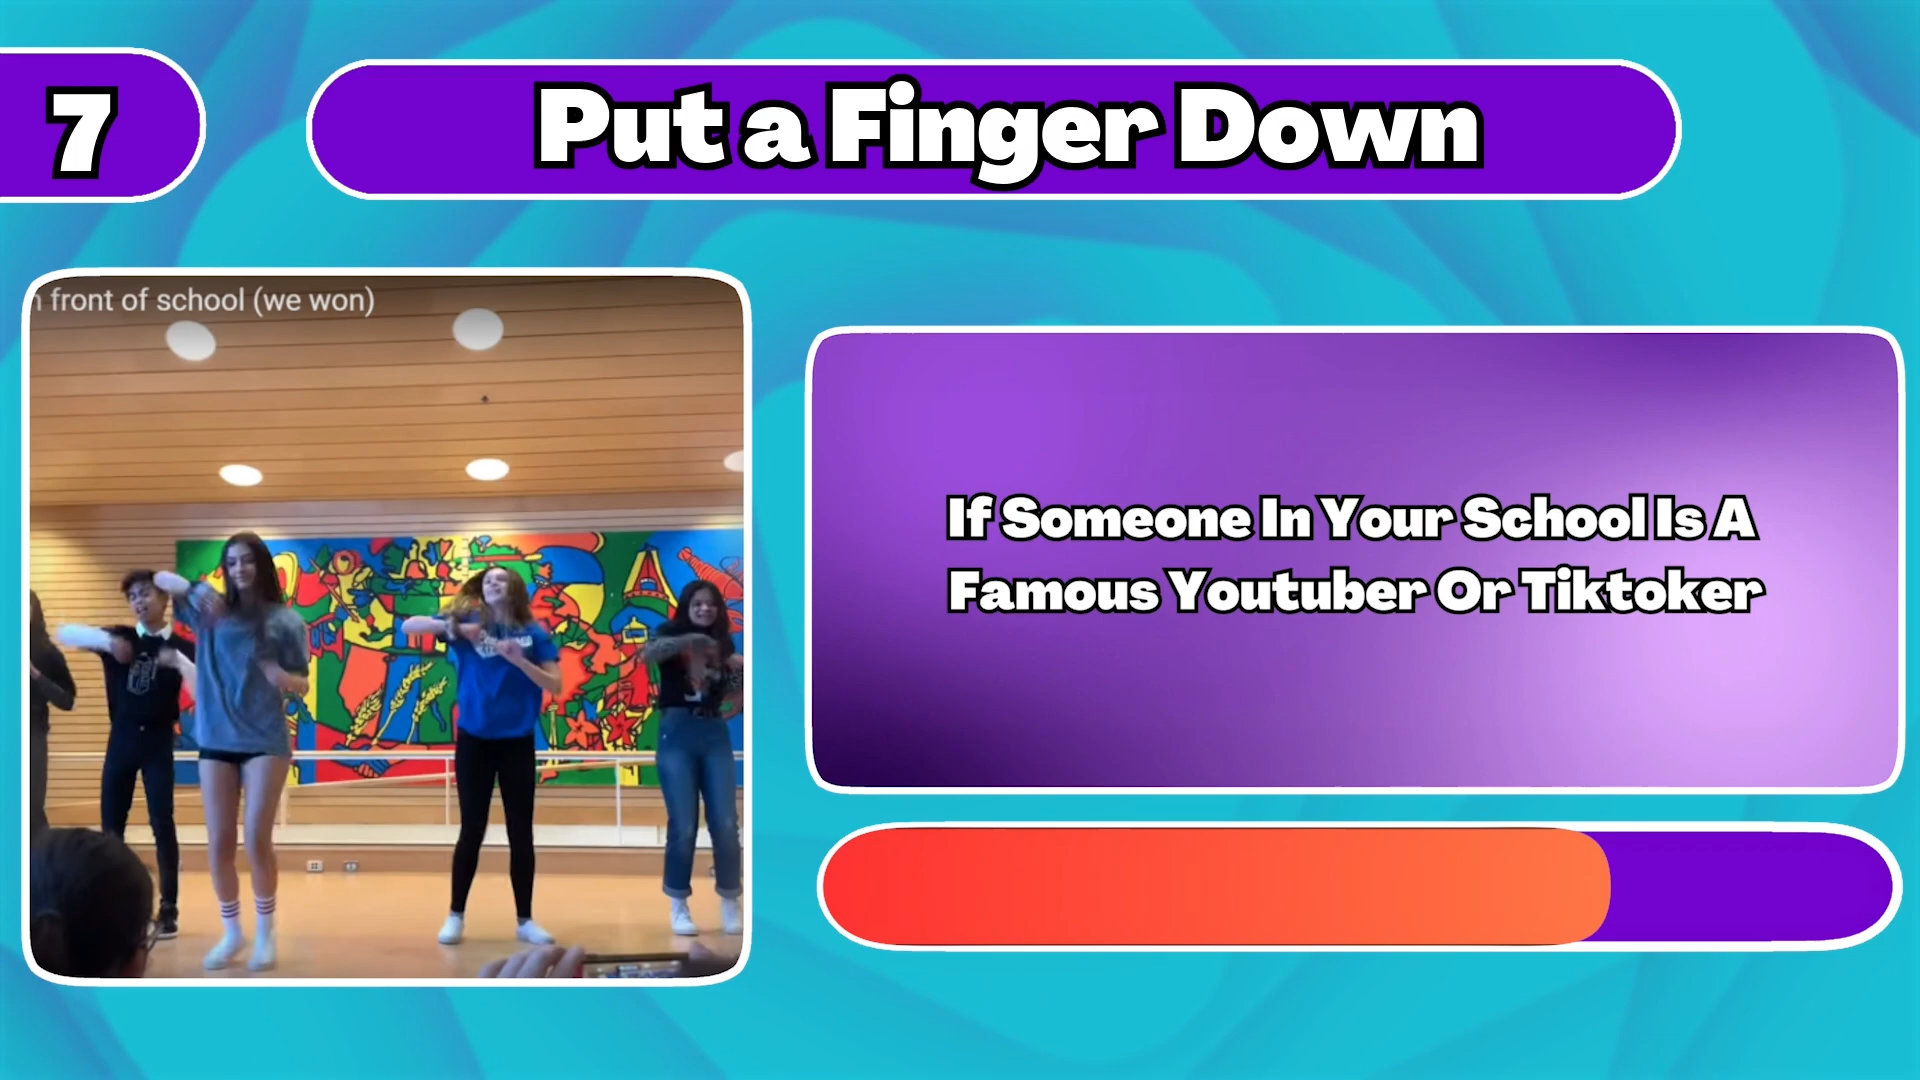 7
Put a Finger Down
front of school (we won)
If Someone In Your School Is A
Famous Youtuber Or Tiktoker